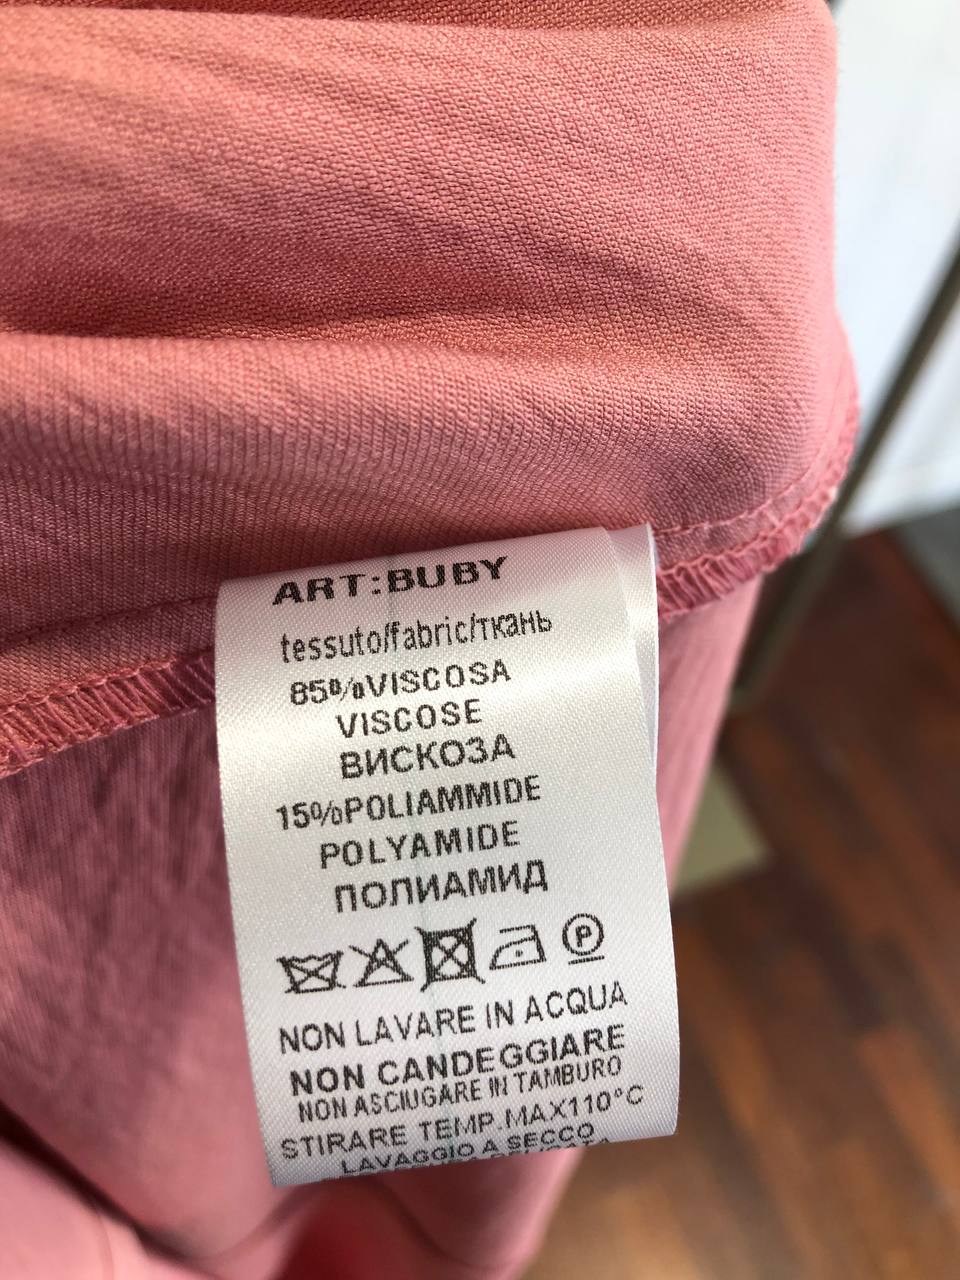 ART:BUBY
tessuto/fabric/ткань
85%VISCOSA
VISCOSE
ВИСКОЗА
15%POLIAMMIDE
POLYAMIDE
ПОЛИАМИД
P
NON LAVARE IN ACQUA
NON CANDEGGIARE
NON ASCIUGARE IN TAMBURO
STIRARE TEMP.MAX110°C
LAVAGGIO A SECCO